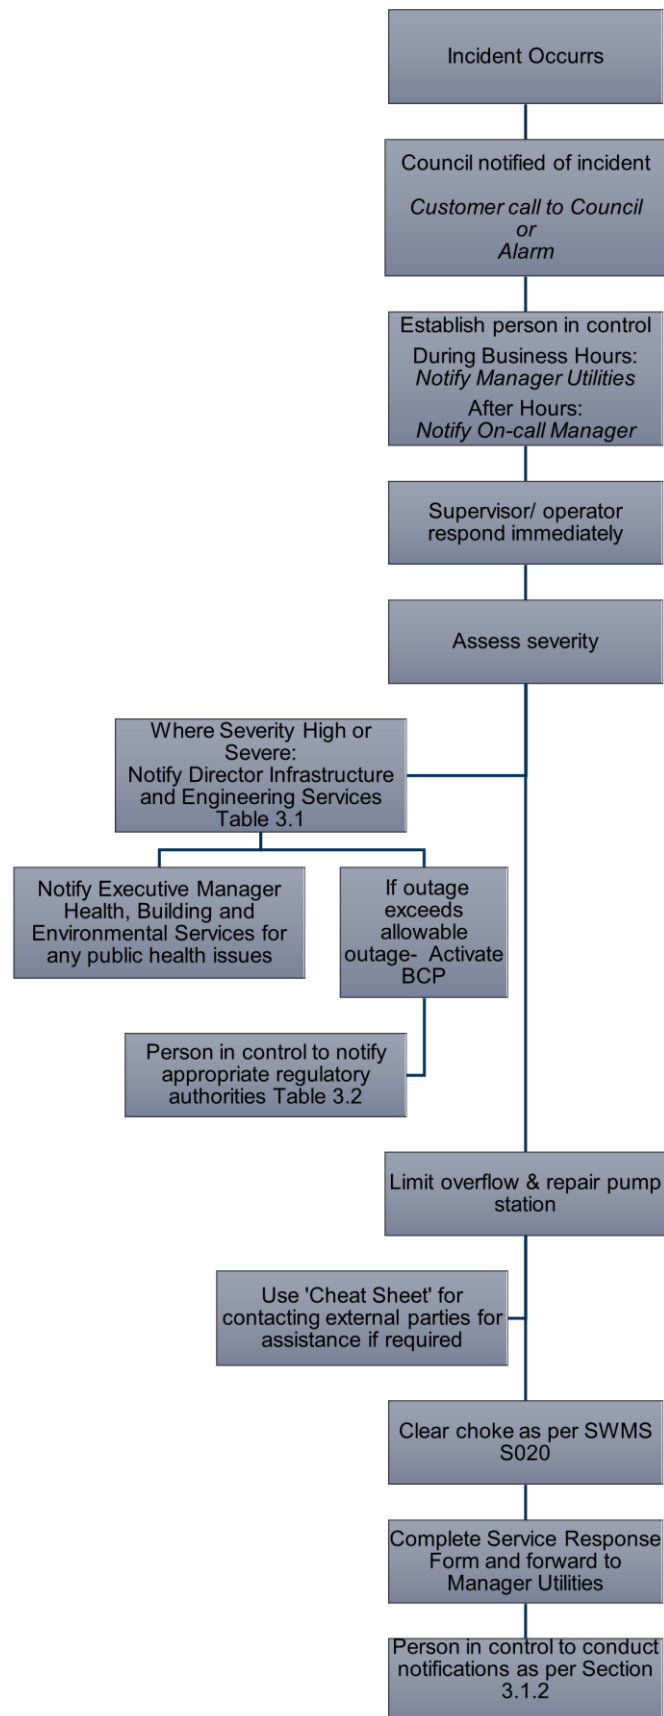 Incident Occurrs
Council notified of incident
Customer call to Council
or
Alarm
Establish person in control
During Business Hours:
Notify Manager Utilities
After Hours:
Notify On-call Manager
Supervisor/ operator
respond immediately
Assess severity
Where Severity High or
Severe:
Notify Director Infrastructure
and Engineering Services
Table 3.1
Notify Executive Manager
Health, Building and
Environmental Services for
any public health issues
If outage
exceeds
allowable
outage- Activate
BCP
Person in control to notify
appropriate regulatory
authorities Table 3.2
Limit overflow & repair pump
station
Use 'Cheat Sheet' for
contacting external parties for
assistance if required
Clear choke as per SWMS
S020
Complete Service Response
Form and forward to
Manager Utilities
Person in control to conduct
notifications as per Section
3.1.2